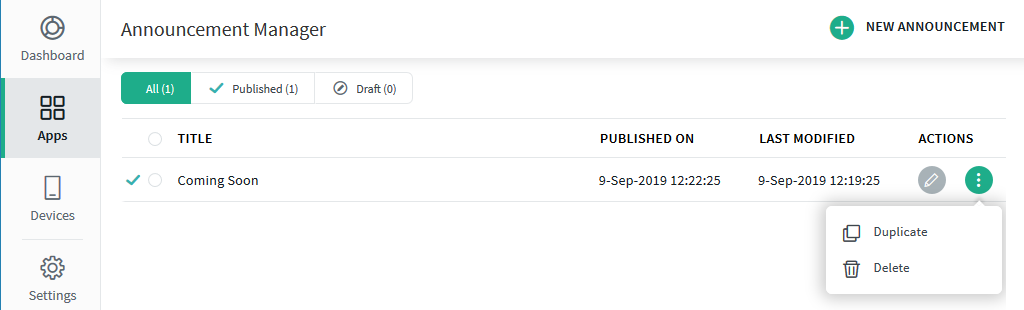 Dashboard
Apps
Devices
Settings
Announcement Manager
NEW ANNOUNCEMENT
All (1)
Published (1)
Draft (0)
TITLE PUBLISHED ON LAST MODIFIED ACTIONS
Coming Soon 9-Sep-2019 12:22:25 9-Sep-2019 12:19:25
Duplicate
Delete